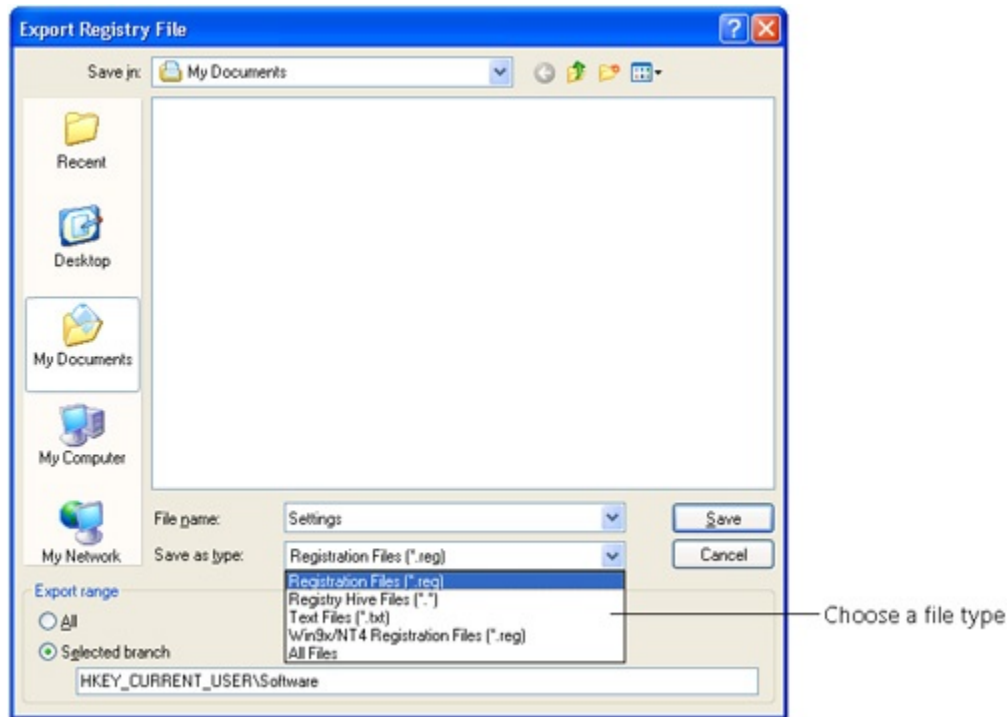 Export Registry File
Save in:
My Documents
Recent
Desktop
My Documents
My Computer
My Network
File name:
Settings
Save
Save as type:
Registration Files (*.reg)
Cancel
Registration Files (*.reg)
Registry Hive Files (*.*)
Text Files (*.txt)
Win9x/NT4 Registration Files (*.reg)
All Files
Choose a file type
Export range
All
Selected branch
HKEY_CURRENT_USER\Software